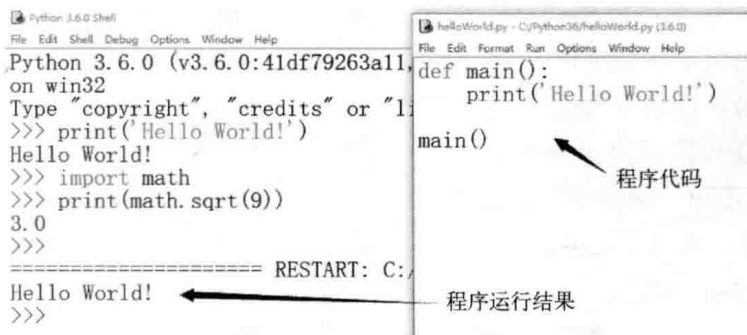 Python 3.6.0 Shell
File Edit Shell Debug Options Window Help
Python 3.6.0 (v3.6.0:41df79263a11,
on win32
Type "copyright", "credits" or "li
>>> print('Hello World!')
Hello World!
>>> import math
>>> print(math.sqrt(9))
3.0
>>>
===================== RESTART: C:/
Hello World!
>>>
helloWorld.py - C:/Python36/helloWorld.py (3.6.0)
File Edit Format Run Options Window Help
def main():
    print('Hello World!')
main()
程序代码
程序运行结果